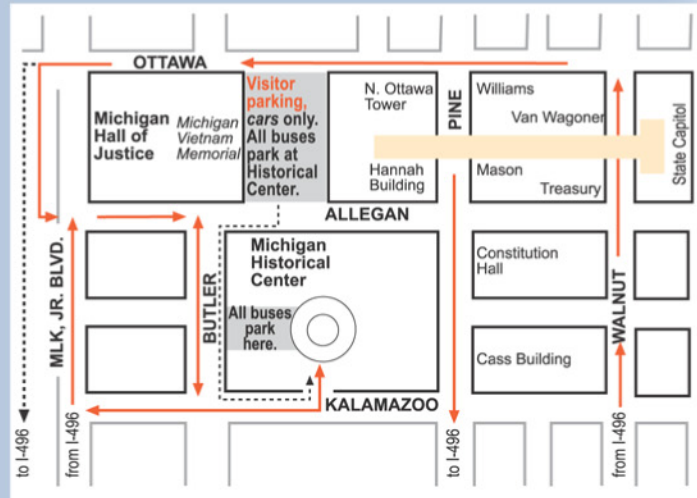 OTTAWA
Visitor
parking,
cars only.
All buses
park at
Historical
Center.
Michigan
Hall of
Justice
Michigan
Vietnam
Memorial
N. Ottawa
Tower
PINE
Williams
Van Wagoner
Hannah
Building
Mason
Treasury
State Capitol
ALLEGAN
MLK, JR. BLVD.
BUTLER
Michigan
Historical
Center
All buses
park
here.
Constitution
Hall
WALNUT
Cass Building
KALAMAZOO
to I-496
from I-496
to I-496
from I-496